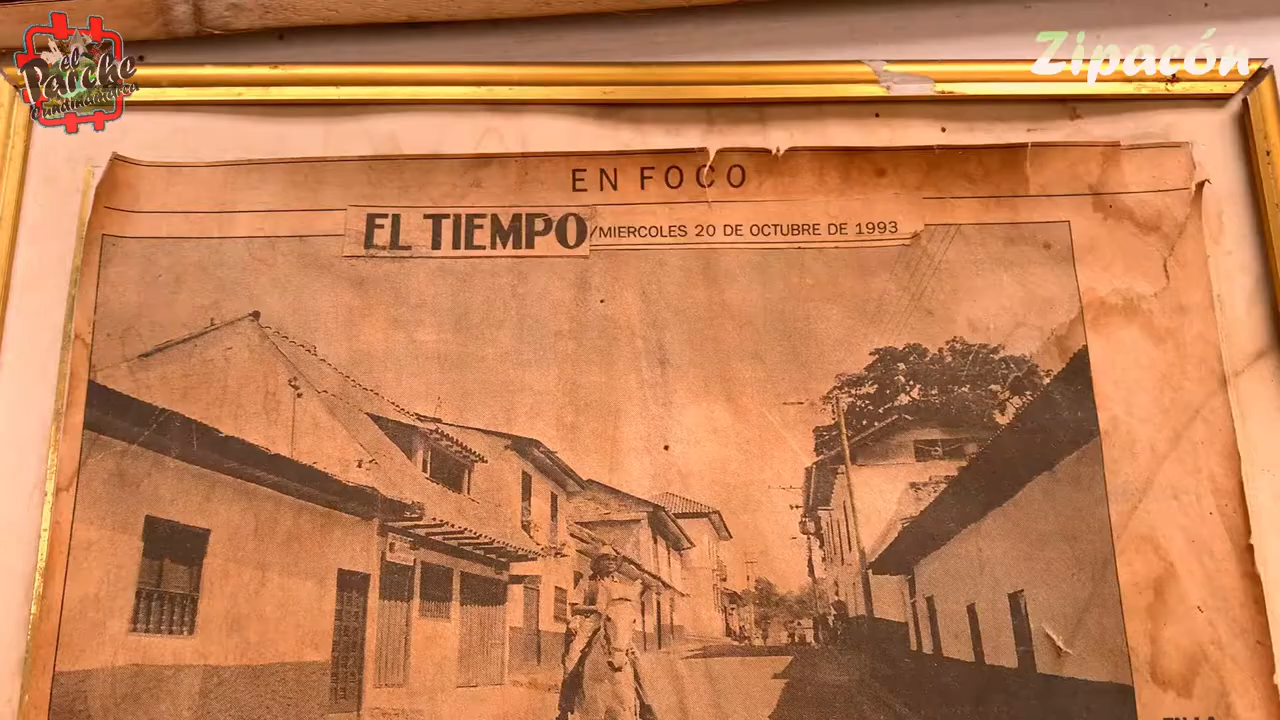 el
Parche
Cundinamarca
Zipacón
EN FOCO
EL TIEMPO/MIERCOLES 20 DE OCTUBRE DE 1993